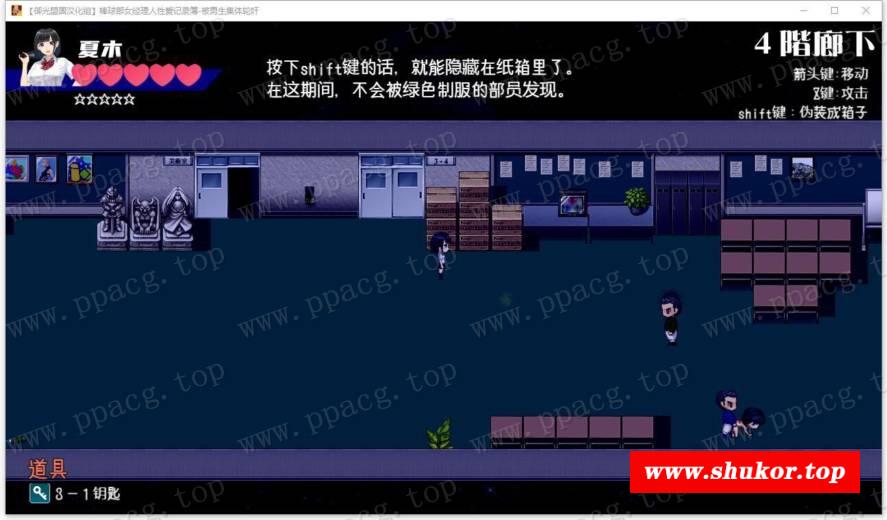 【御光盟国汉化组】棒球部女经理人性爱记录簿-被男生集体轮奸
夏木
☆☆☆☆☆
按下shift键的话，就能隐藏在纸箱里了。
在这期间，不会被绿色制服的部员发现。
4階廊下
箭头键:移动
Z键:攻击
shift键：伪装成箱子
3-4
www.ppacg.top
道具
3－1钥匙
www.shukor.top